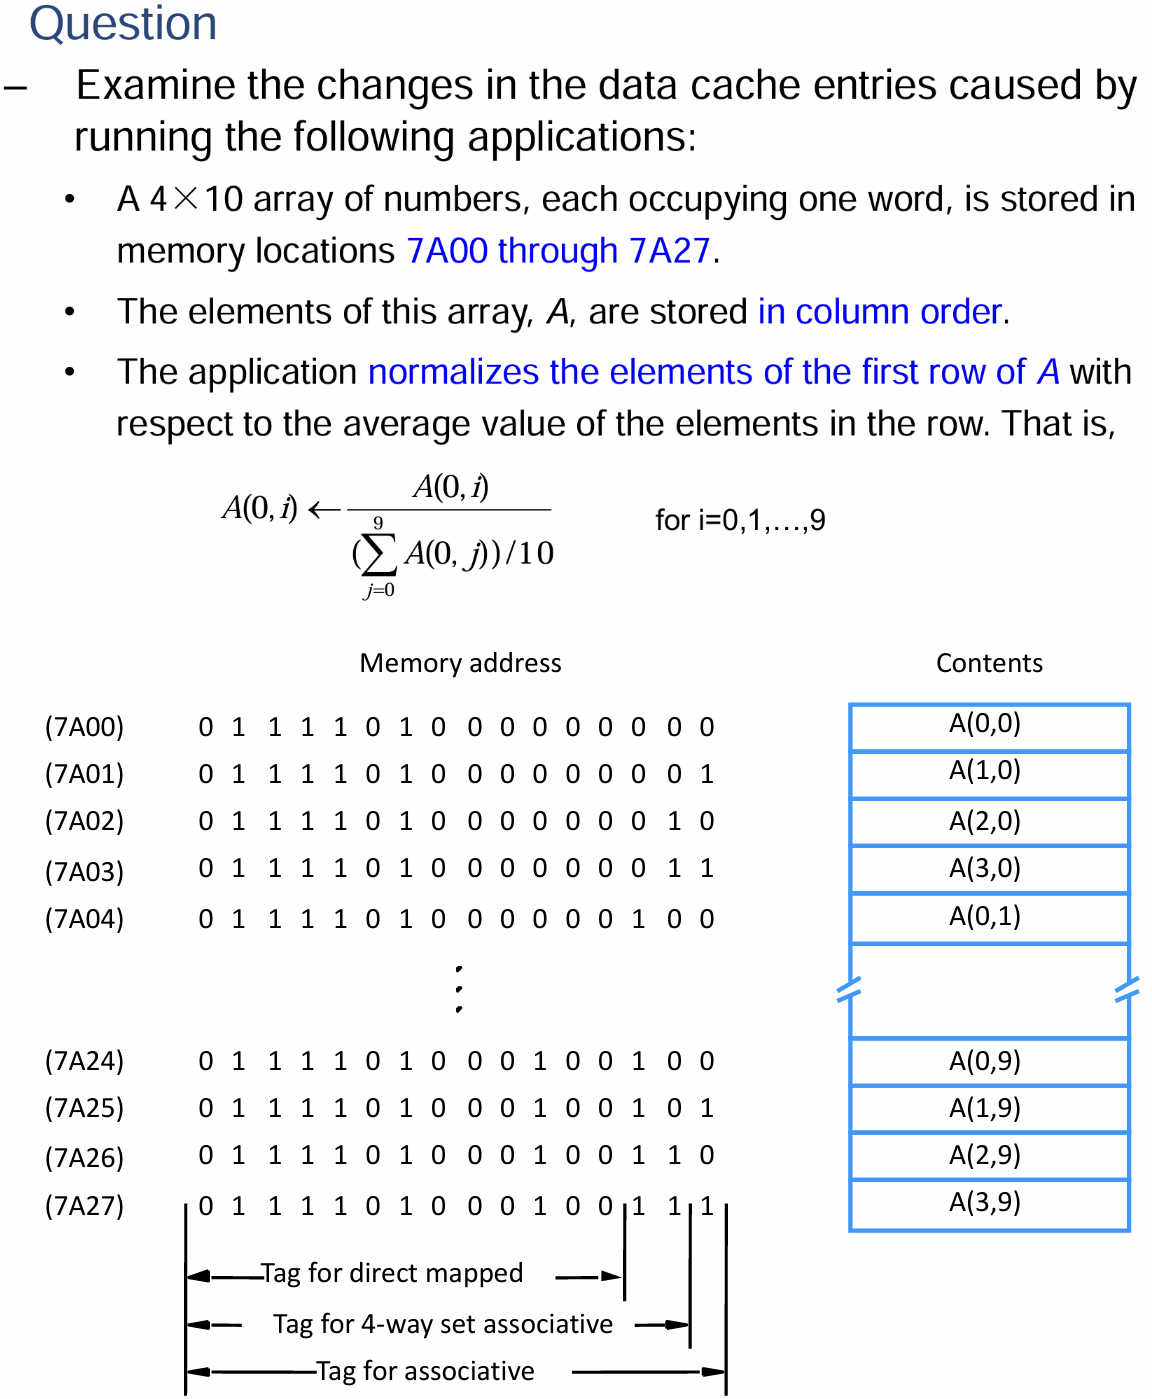 Question
– Examine the changes in the data cache entries caused by
running the following applications:
• A 4×10 array of numbers, each occupying one word, is stored in
memory locations 7A00 through 7A27.
• The elements of this array, A, are stored in column order.
• The application normalizes the elements of the first row of A with
respect to the average value of the elements in the row. That is,
A(0, i) ← A(0, i) / (∑_{j=0}^{9} A(0, j))/10 for i=0,1,…,9
Memory address Contents
(7A00) 0 1 1 1 1 0 1 0 0 0 0 0 0 0 0 0 A(0,0)
(7A01) 0 1 1 1 1 0 1 0 0 0 0 0 0 0 0 1 A(1,0)
(7A02) 0 1 1 1 1 0 1 0 0 0 0 0 0 0 1 0 A(2,0)
(7A03) 0 1 1 1 1 0 1 0 0 0 0 0 0 0 1 1 A(3,0)
(7A04) 0 1 1 1 1 0 1 0 0 0 0 0 0 1 0 0 A(0,1)
⋮
(7A24) 0 1 1 1 1 0 1 0 0 0 1 0 0 1 0 0 A(0,9)
(7A25) 0 1 1 1 1 0 1 0 0 0 1 0 0 1 0 1 A(1,9)
(7A26) 0 1 1 1 1 0 1 0 0 0 1 0 0 1 1 0 A(2,9)
(7A27) 0 1 1 1 1 0 1 0 0 0 1 0 0 1 1 1 A(3,9)
Tag for direct mapped
Tag for 4-way set associative
Tag for associative